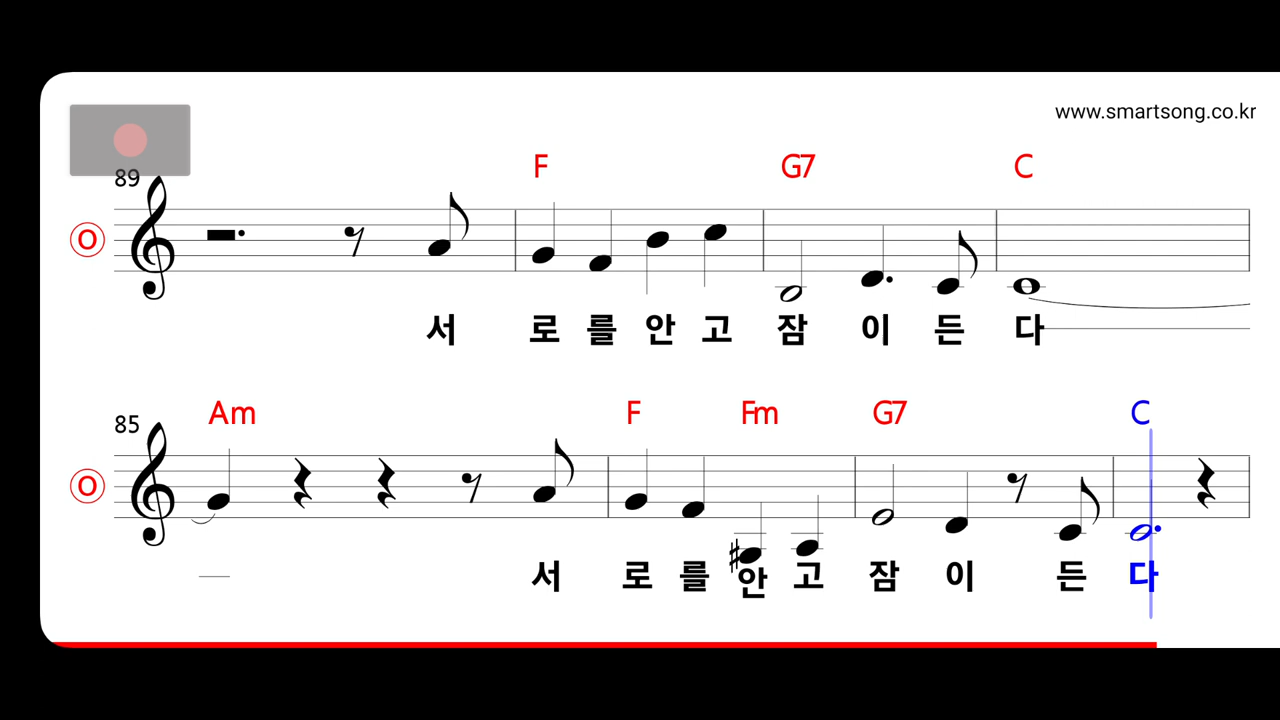 www.smartsong.co.kr
F G7 C
89
O
서 로 를 안 고 잠 이 든 다
Am F Fm G7 C
85
O
서 로 를 안 고 잠 이 든 다